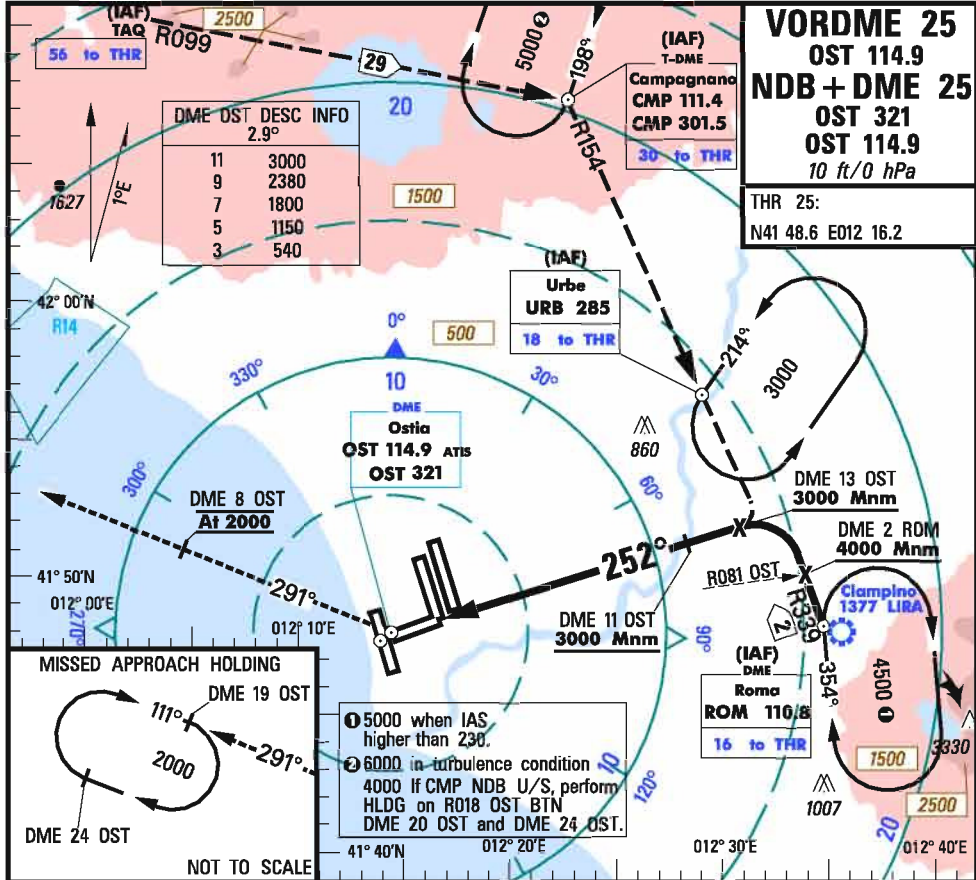 (IAF)
TAQ
R099
56 to THR
2500
29
5000 ❷
198°
(IAF)
T-DME
Campagnano
CMP 111.4
CMP 301.5
30 to THR
VORDME 25
OST 114.9
NDB + DME 25
OST 321
OST 114.9
10 ft/0 hPa
THR 25:
N41 48.6 E012 16.2
DME OST DESC INFO
2.9°
11 3000
9 2380
7 1800
5 1150
3 540
20
R154
1627
1°E
1500
(IAF)
Urbe
URB 285
18 to THR
42° 00'N
R14
0°
500
330°
10
30°
214°
3000
DME
Ostia
OST 114.9 ATIS
OST 321
860
300°
60°
DME 8 OST
At 2000
DME 13 OST
3000 Mnm
DME 2 ROM
4000 Mnm
252°
R081 OST
41° 50'N
012° 00'E
270°
291°
012° 10'E
DME 11 OST
3000 Mnm
90°
2
R339
Ciampino
1377 LIRA
(IAF)
DME
Roma
ROM 110.8
16 to THR
354°
4500 ❶
3330
1500
1007
2500
MISSED APPROACH HOLDING
DME 19 OST
111°
2000
291°
DME 24 OST
NOT TO SCALE
❶ 5000 when IAS
higher than 230.
❷ 6000 in turbulence condition
4000 If CMP NDB U/S, perform
HLDG on R018 OST BTN
DME 20 OST and DME 24 OST.
10
120°
20
41° 40'N
012° 20'E
012° 30'E
012° 40'E